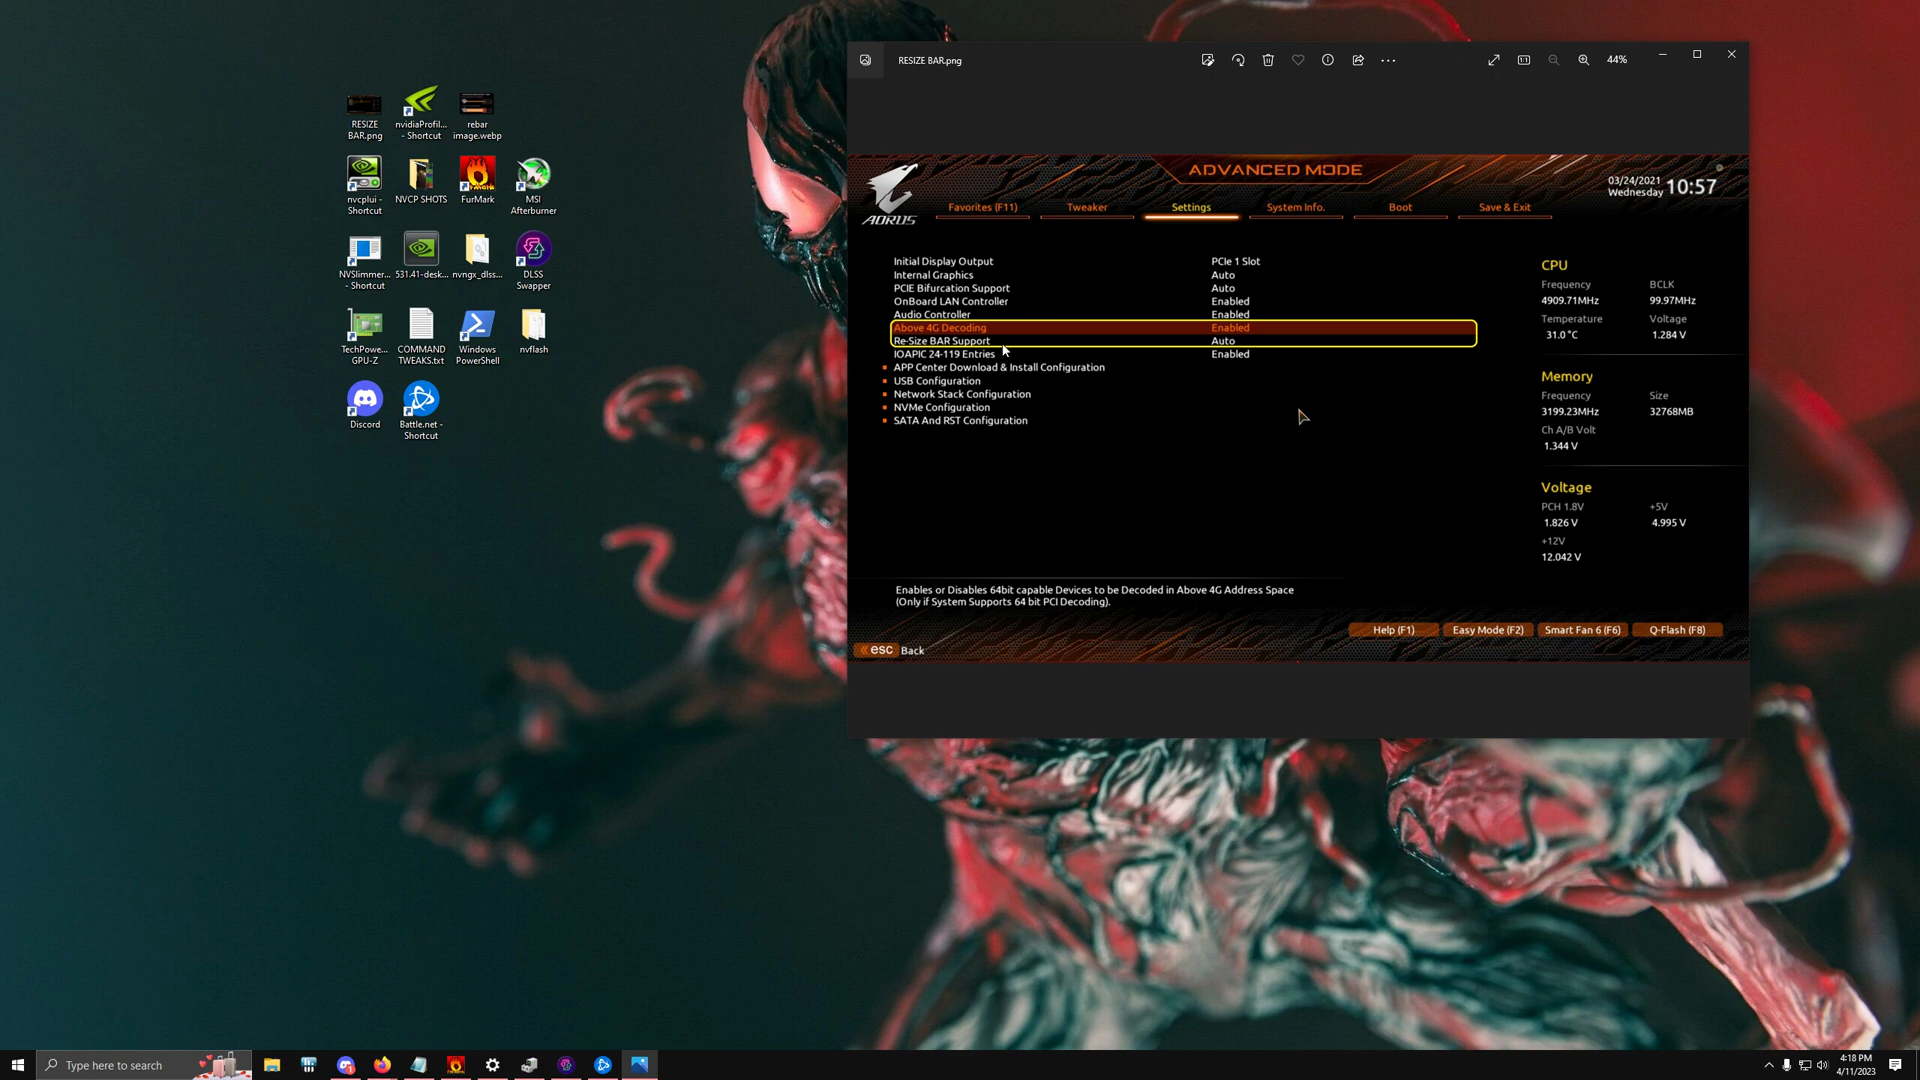 RESIZE BAR.png
44%
RESIZE
BAR.png
nvidiaProfil...
- Shortcut
rebar
image.webp
nvcplui -
Shortcut
NVCP SHOTS
FurMark
MSI
Afterburner
NVSlimmer...
- Shortcut
531.41-desk...
nvngx_dlss...
DLSS
Swapper
TechPowe...
GPU-Z
COMMAND
TWEAKS.txt
Windows
PowerShell
nvflash
Discord
Battle.net -
Shortcut
AORUS
ADVANCED MODE
03/24/2021
Wednesday 10:57
Favorites (F11) Tweaker Settings System Info. Boot Save & Exit
Initial Display Output PCIe 1 Slot
Internal Graphics Auto
PCIE Bifurcation Support Auto
OnBoard LAN Controller Enabled
Audio Controller Enabled
Above 4G Decoding Enabled
Re-Size BAR Support Auto
IOAPIC 24-119 Entries Enabled
APP Center Download & Install Configuration
USB Configuration
Network Stack Configuration
NVMe Configuration
SATA And RST Configuration
CPU
Frequency BCLK
4909.71MHz 99.97MHz
Temperature Voltage
31.0 °C 1.284 V
Memory
Frequency Size
3199.23MHz 32768MB
Ch A/B Volt
1.344 V
Voltage
PCH 1.8V +5V
1.826 V 4.995 V
+12V
12.042 V
Enables or Disables 64bit capable Devices to be Decoded in Above 4G Address Space
(Only if System Supports 64 bit PCI Decoding).
Help (F1) Easy Mode (F2) Smart Fan 6 (F6) Q-Flash (F8)
esc Back
Type here to search
4:18 PM
4/11/2023